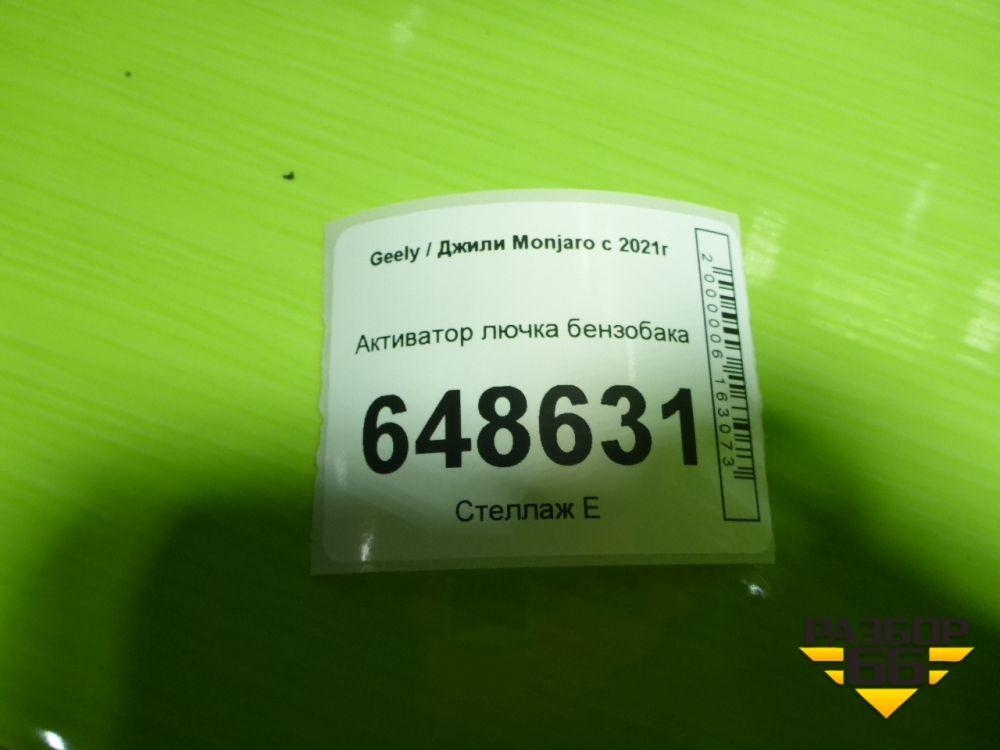 Geely / Джили Monjaro с 2021г
Активатор лючка бензобака
648631
Стеллаж Е
2000006163073
РАЗБОР
66